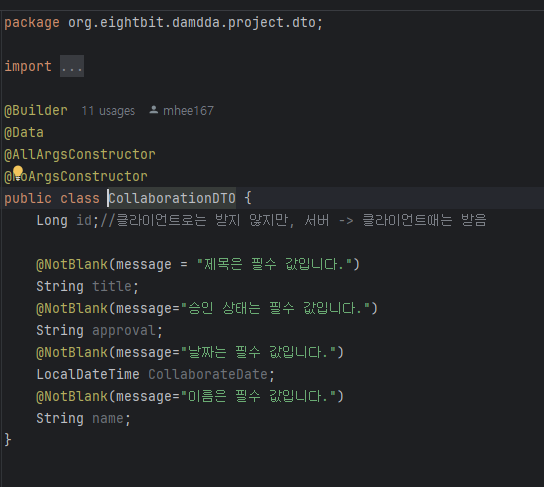 package org.eightbit.damdda.project.dto;
import ...
@Builder 11 usages mhee167
@Data
@AllArgsConstructor
@NoArgsConstructor
public class CollaborationDTO {
Long id;//클라이언트로는 받지 않지만, 서버 -> 클라이언트때는 받음
@NotBlank(message = "제목은 필수 값입니다.")
String title;
@NotBlank(message="승인 상태는 필수 값입니다.")
String approval;
@NotBlank(message="날짜는 필수 값입니다.")
LocalDateTime CollaborateDate;
@NotBlank(message="이름은 필수 값입니다.")
String name;
}